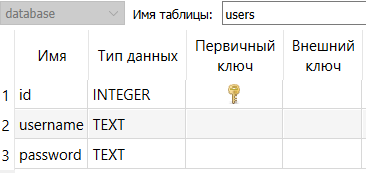 database Имя таблицы: users
Имя Тип данных Первичный ключ Внешний ключ
1 id INTEGER
2 username TEXT
3 password TEXT